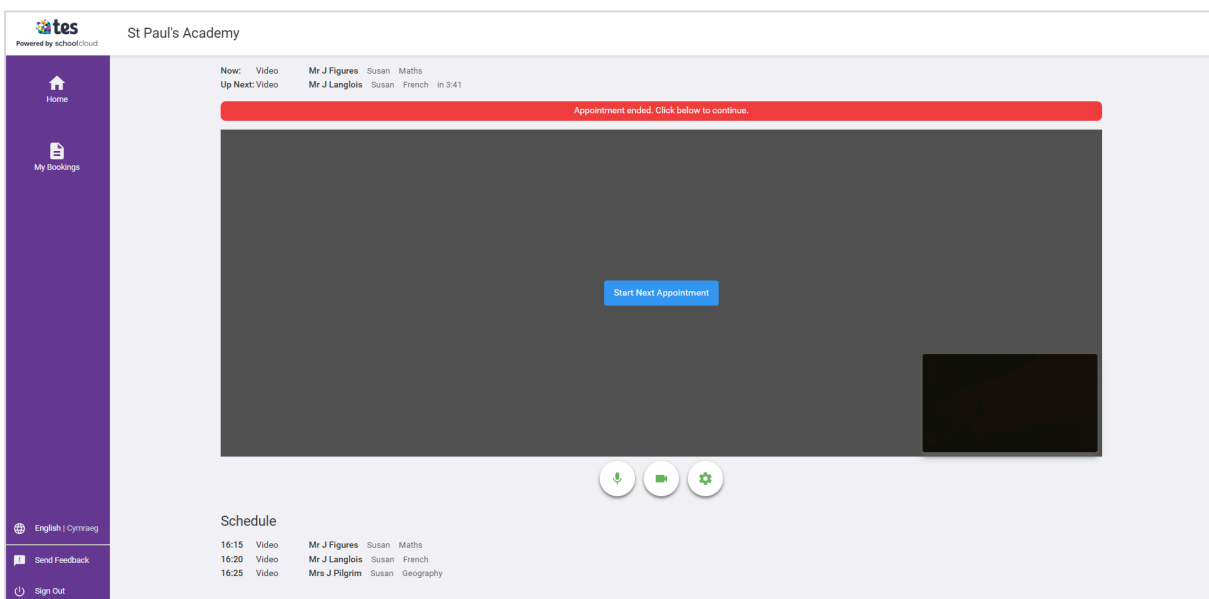 tes
Powered by schoolcloud
St Paul's Academy
Home
My Bookings
English | Cymraeg
Send Feedback
Sign Out
Now: Video Mr J Figures Susan Maths
Up Next: Video Mr J Langlois Susan French in 3:41
Appointment ended. Click below to continue.
Start Next Appointment
Schedule
16:15 Video Mr J Figures Susan Maths
16:20 Video Mr J Langlois Susan French
16:25 Video Mrs J Pilgrim Susan Geography